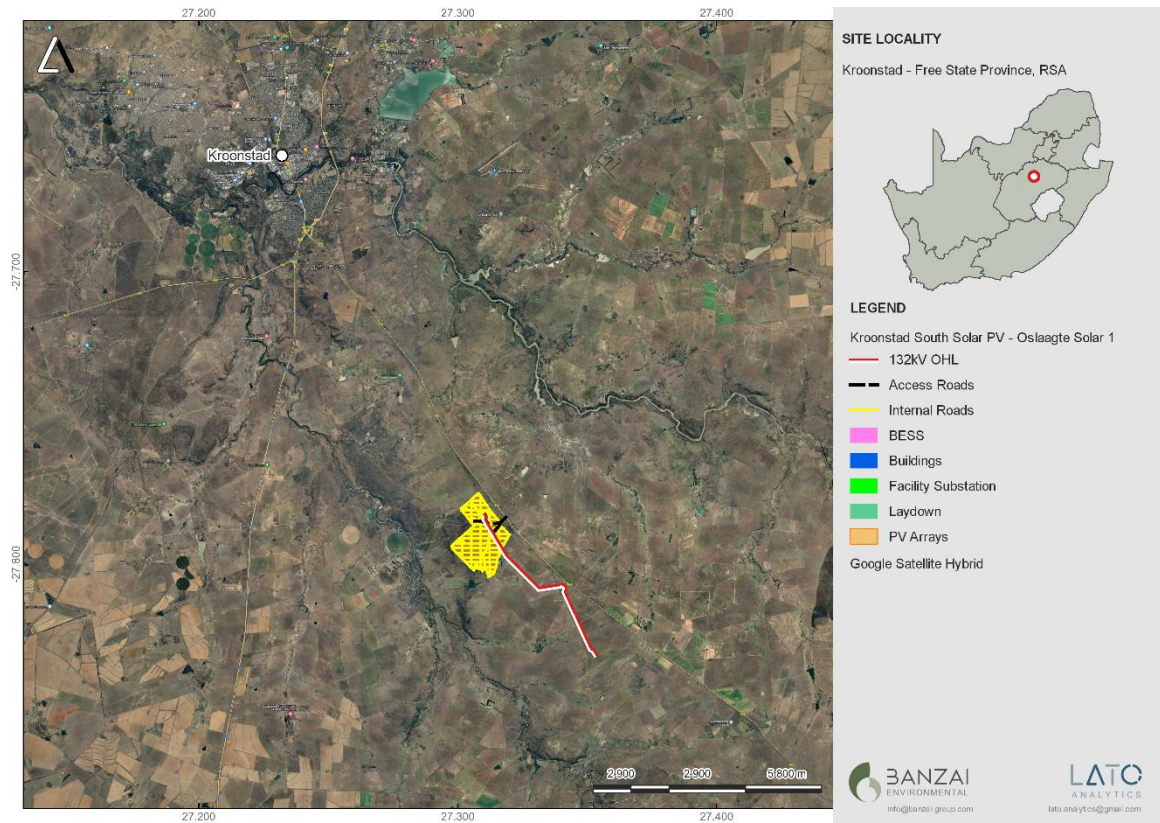 27.200
27.300
27.400
-27.700
-27.800
Kroonstad
2,900
2,900
5,800 m
27.200
27.300
27.400
SITE LOCALITY
Kroonstad - Free State Province, RSA
LEGEND
Kroonstad South Solar PV - Oslaagte Solar 1
132kV OHL
Access Roads
Internal Roads
BESS
Buildings
Facility Substation
Laydown
PV Arrays
Google Satellite Hybrid
BANZAI
ENVIRONMENTAL
info@banzai-group.com
LATO
ANALYTICS
lato.analytics@gmail.com